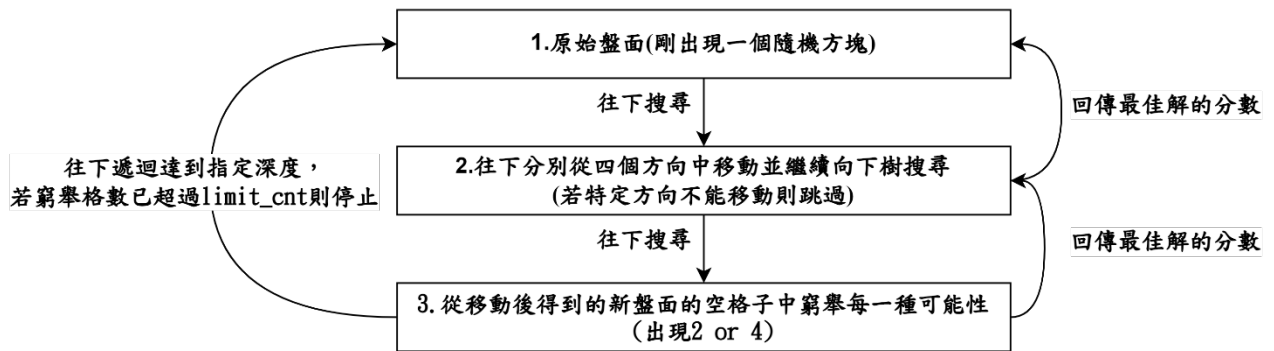 1.原始盤面(剛出現一個隨機方塊)
往下搜尋
回傳最佳解的分數
往下遞迴達到指定深度，
若窮舉格數已超過limit_cnt則停止
2.往下分別從四個方向中移動並繼續向下樹搜尋
(若特定方向不能移動則跳過)
往下搜尋
回傳最佳解的分數
3.從移動後得到的新盤面的空格子中窮舉每一種可能性
(出現2 or 4)